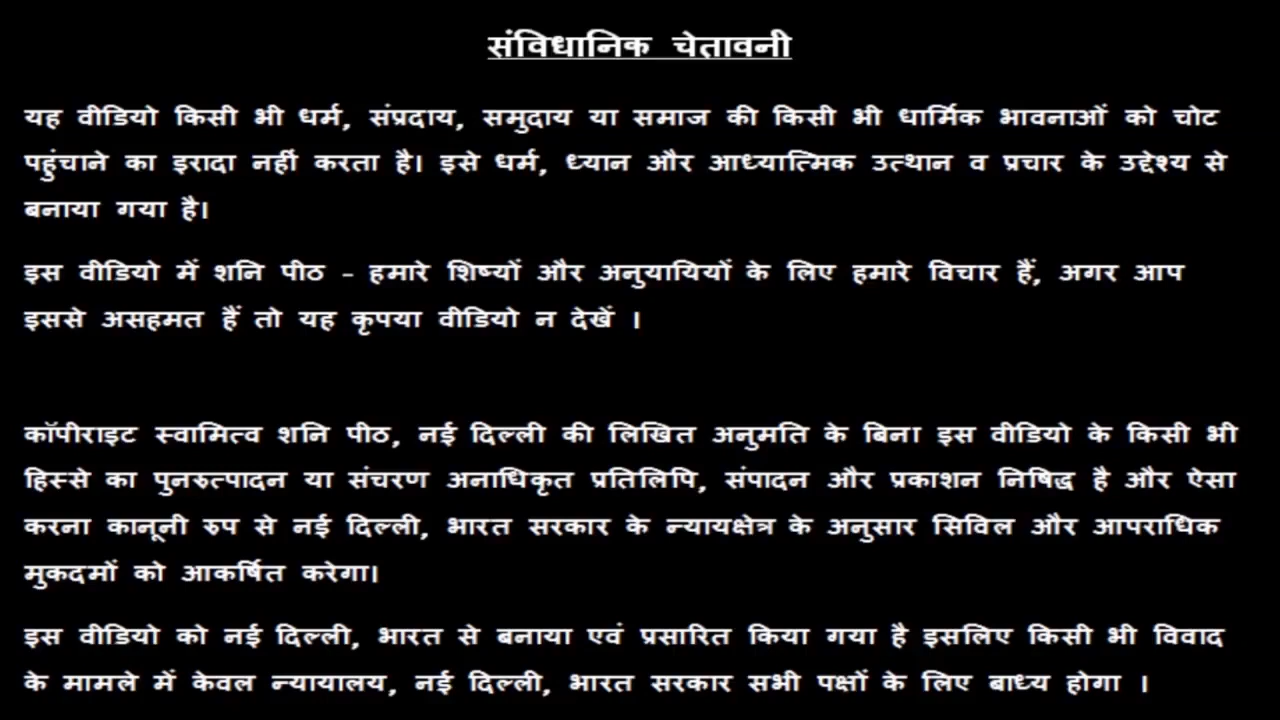 संविधानिक चेतावनी
यह वीडियो किसी भी धर्म, संप्रदाय, समुदाय या समाज की किसी भी धार्मिक भावनाओं को चोट
पहुंचाने का इरादा नहीं करता है। इसे धर्म, ध्यान और आध्यात्मिक उत्थान व प्रचार के उद्देश्य से
बनाया गया है।
इस वीडियो में शनि पीठ – हमारे शिष्यों और अनुयायियों के लिए हमारे विचार हैं, अगर आप
इससे असहमत हैं तो यह कृपया वीडियो न देखें ।
कॉपीराइट स्वामित्व शनि पीठ, नई दिल्ली की लिखित अनुमति के बिना इस वीडियो के किसी भी
हिस्से का पुनरुत्पादन या संचरण अनाधिकृत प्रतिलिपि, संपादन और प्रकाशन निषिद्ध है और ऐसा
करना कानूनी रुप से नई दिल्ली, भारत सरकार के न्यायक्षेत्र के अनुसार सिविल और आपराधिक
मुकदमों को आकर्षित करेगा।
इस वीडियो को नई दिल्ली, भारत से बनाया एवं प्रसारित किया गया है इसलिए किसी भी विवाद
के मामले में केवल न्यायालय, नई दिल्ली, भारत सरकार सभी पक्षों के लिए बाध्य होगा ।